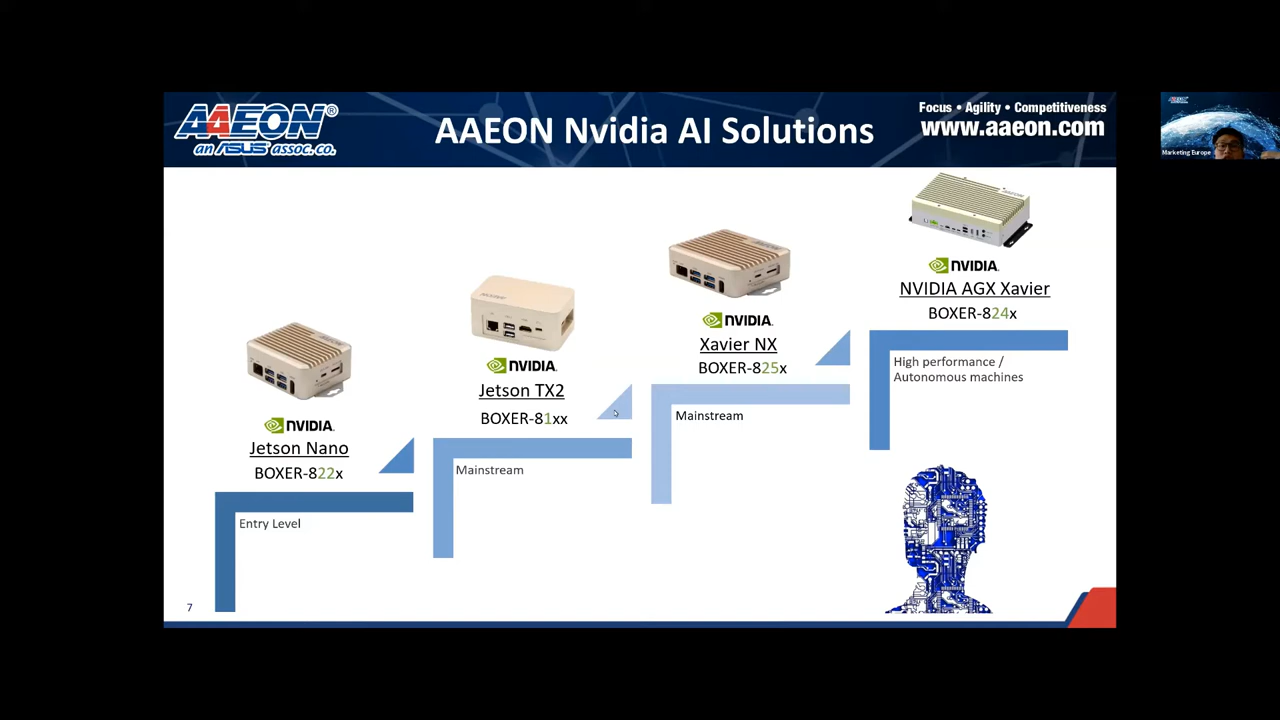 AAEON®
an ASUS assoc. co.
AAEON Nvidia AI Solutions
Focus • Agility • Competitiveness
www.aaeon.com
Marketing Europe
NVIDIA.
Jetson Nano
BOXER-822x
Entry Level
NVIDIA.
Jetson TX2
BOXER-81xx
Mainstream
NVIDIA.
Xavier NX
BOXER-825x
Mainstream
NVIDIA.
NVIDIA AGX Xavier
BOXER-824x
High performance /
Autonomous machines
7